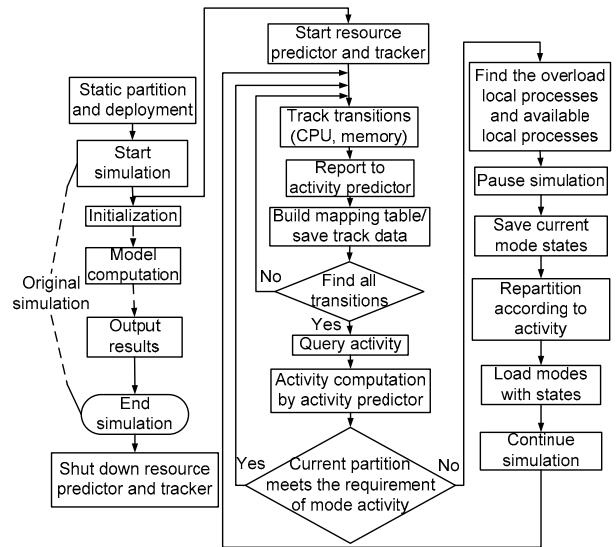 Static partition
and deployment
Start
simulation
Initialization
Model
computation
Original
simulation
Output
results
End
simulation
Shut down resource
predictor and tracker
Start resource
predictor and tracker
Track transitions
(CPU, memory)
Report to
activity predictor
Build mapping table/
save track data
No
Find all
transitions
Yes
Query activity
Activity computation
by activity predictor
Yes
Current partition
meets the requirement
of mode activity
No
Find the overload
local processes
and available
local processes
Pause simulation
Save current
mode states
Repartition
according to
activity
Load modes
with states
Continue
simulation